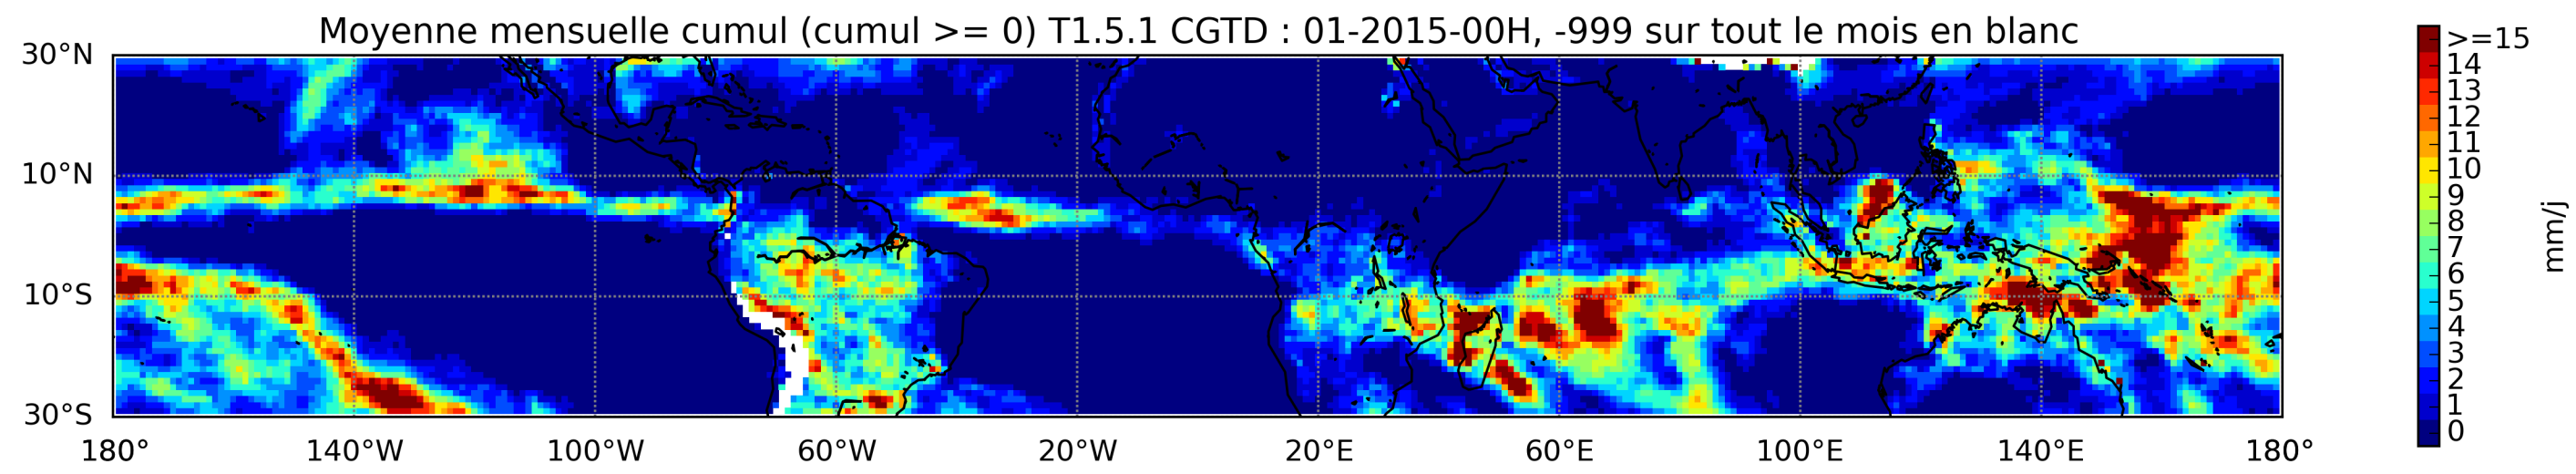 Moyenne mensuelle cumul (cumul >= 0) T1.5.1 CGTD : 01-2015-00H, -999 sur tout le mois en blanc
30°N
10°N
10°S
30°S
180°
140°W
100°W
60°W
20°W
20°E
60°E
100°E
140°E
180°
>=15
14
13
12
11
10
9
8
7
6
5
4
3
2
1
0
mm/j